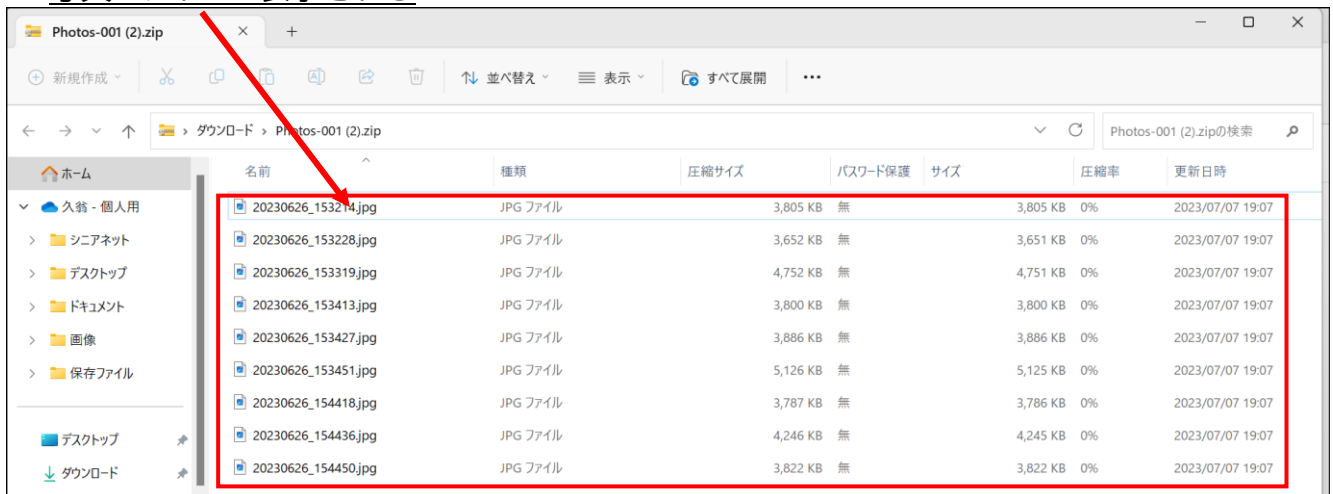 Photos-001 (2).zip
新規作成
並べ替え 表示 すべて展開
ダウンロード › Photos-001 (2).zip Photos-001 (2).zipの検索
名前 種類 圧縮サイズ パスワード保護 サイズ 圧縮率 更新日時
ホーム
久翁 - 個人用
シニアネット
デスクトップ
ドキュメント
画像
保存ファイル
デスクトップ
ダウンロード
20230626_153214.jpg JPG ファイル 3,805 KB 無 3,805 KB 0% 2023/07/07 19:07
20230626_153228.jpg JPG ファイル 3,652 KB 無 3,651 KB 0% 2023/07/07 19:07
20230626_153319.jpg JPG ファイル 4,752 KB 無 4,751 KB 0% 2023/07/07 19:07
20230626_153413.jpg JPG ファイル 3,800 KB 無 3,800 KB 0% 2023/07/07 19:07
20230626_153427.jpg JPG ファイル 3,886 KB 無 3,886 KB 0% 2023/07/07 19:07
20230626_153451.jpg JPG ファイル 5,126 KB 無 5,125 KB 0% 2023/07/07 19:07
20230626_154418.jpg JPG ファイル 3,787 KB 無 3,786 KB 0% 2023/07/07 19:07
20230626_154436.jpg JPG ファイル 4,246 KB 無 4,245 KB 0% 2023/07/07 19:07
20230626_154450.jpg JPG ファイル 3,822 KB 無 3,822 KB 0% 2023/07/07 19:07